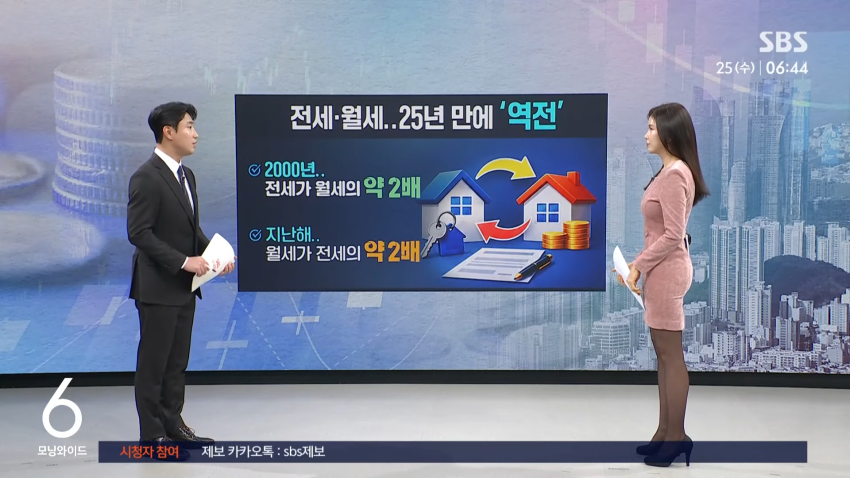 SBS
25(수) | 06:44
전세·월세..25년 만에 '역전'
2000년..
전세가 월세의 약 2배
지난해..
월세가 전세의 약 2배
6
모닝와이드
시청자 참여 제보 카카오톡 : sbs제보